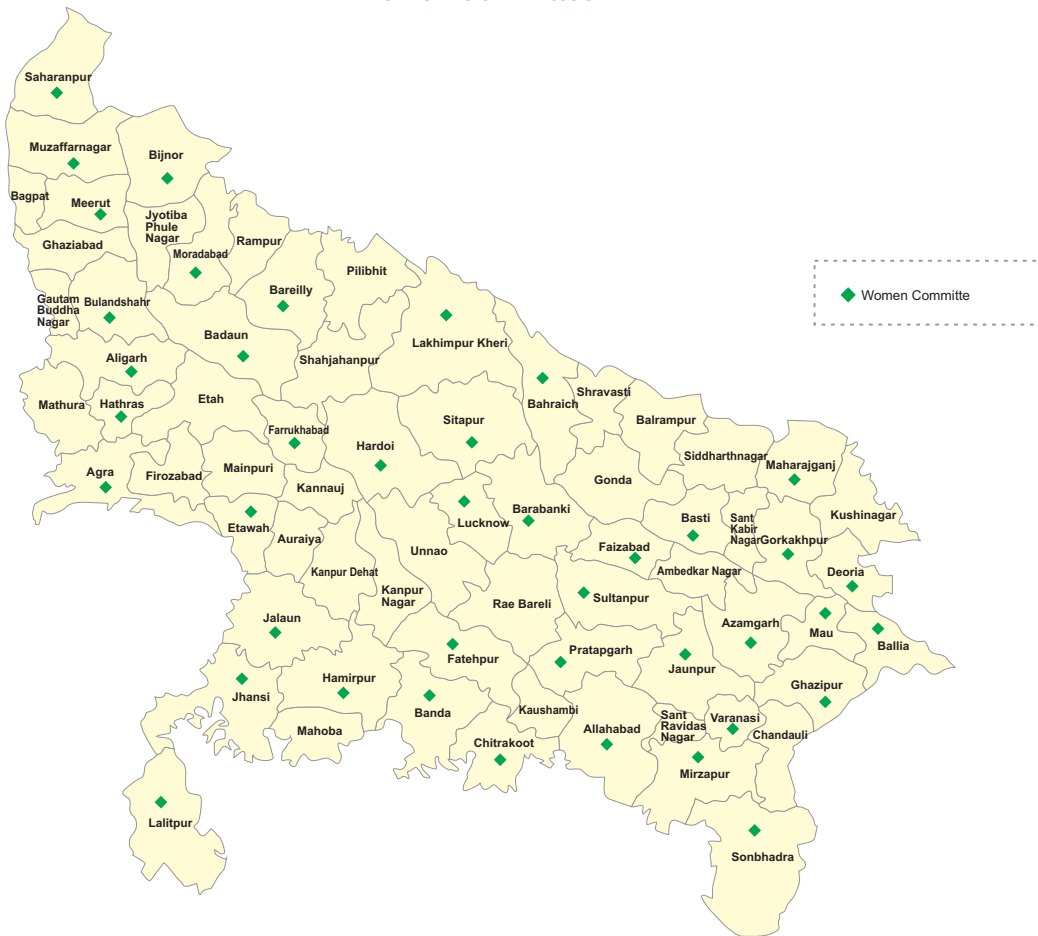 Saharanpur
Muzaffarnagar
Bijnor
Bagpat
Meerut
Jyotiba
Phule
Nagar
Ghaziabad
Moradabad
Rampur
Pilibhit
Gautam
Buddha
Nagar
Bulandshahr
Bareilly
Women Committe
Badaun
Lakhimpur Kheri
Aligarh
Shahjahanpur
Mathura
Hathras
Etah
Bahraich
Shravasti
Balrampur
Farrukhabad
Hardoi
Sitapur
Siddharthnagar
Maharajganj
Agra
Firozabad
Mainpuri
Kannauj
Gonda
Etawah
Auraiya
Lucknow
Barabanki
Basti
Sant
Kabir
Nagar
Gorkakhpur
Kushinagar
Unnao
Faizabad
Kanpur Dehat
Ambedkar Nagar
Deoria
Kanpur
Nagar
Rae Bareli
Sultanpur
Jalaun
Azamgarh
Mau
Ballia
Fatehpur
Pratapgarh
Jaunpur
Jhansi
Hamirpur
Banda
Ghazipur
Mahoba
Kaushambi
Allahabad
Sant
Ravidas
Nagar
Varanasi
Chandauli
Chitrakoot
Mirzapur
Lalitpur
Sonbhadra